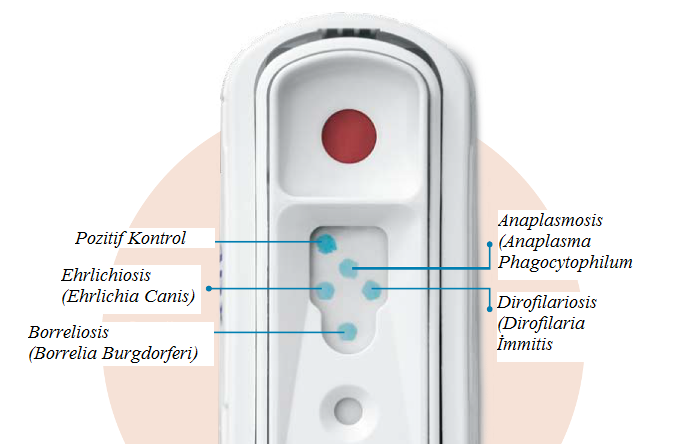 Pozitif Kontrol
Ehrlichiosis
(Ehrlichia Canis)
Borreliosis
(Borrelia Burgdorferi)
Anaplasmosis
(Anaplasma
Phagocytophilum
Dirofilariosis
(Dirofilaria
İmmitis